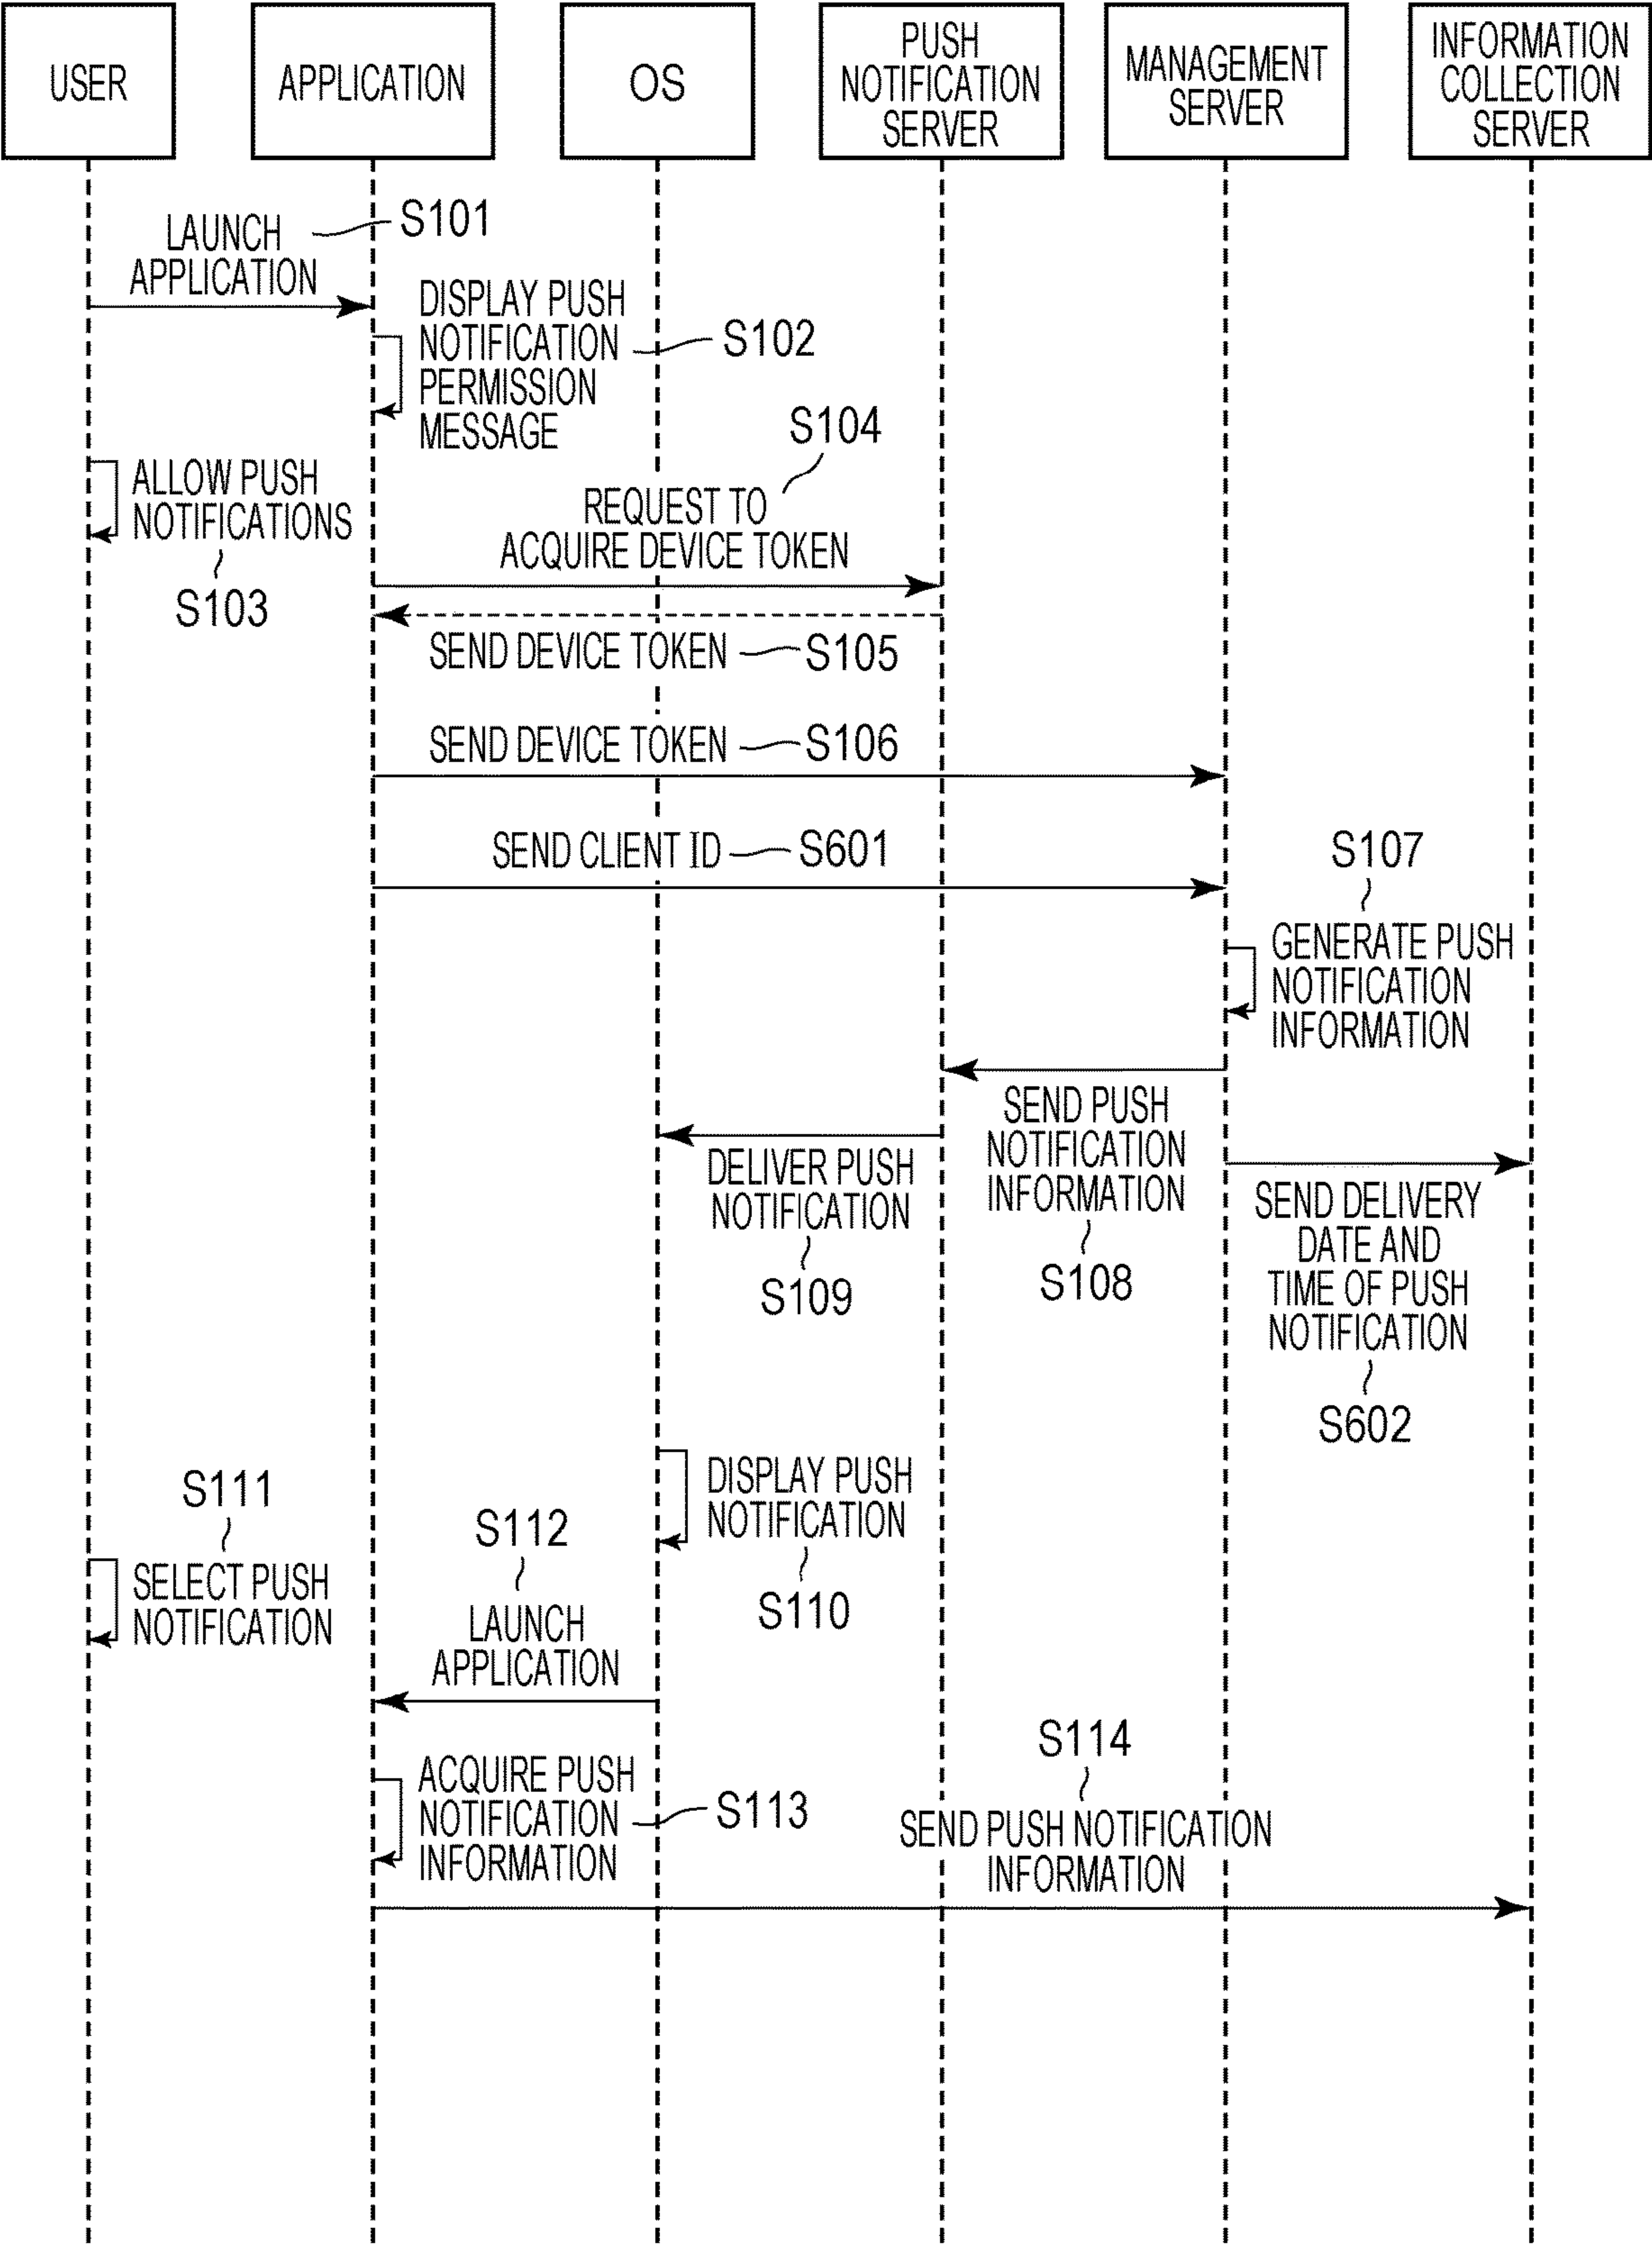 USER
APPLICATION
OS
PUSH
NOTIFICATION
SERVER
MANAGEMENT
SERVER
INFORMATION
COLLECTION
SERVER
LAUNCH
APPLICATION
S101
DISPLAY PUSH
NOTIFICATION
PERMISSION
MESSAGE
S102
ALLOW PUSH
NOTIFICATIONS
S103
S104
REQUEST TO
ACQUIRE DEVICE TOKEN
SEND DEVICE TOKEN
S105
SEND DEVICE TOKEN
S106
SEND CLIENT ID
S601
S107
GENERATE PUSH
NOTIFICATION
INFORMATION
SEND PUSH
NOTIFICATION
INFORMATION
S108
DELIVER PUSH
NOTIFICATION
S109
SEND DELIVERY
DATE AND
TIME OF PUSH
NOTIFICATION
S602
DISPLAY PUSH
NOTIFICATION
S110
S111
SELECT PUSH
NOTIFICATION
S112
LAUNCH
APPLICATION
ACQUIRE PUSH
NOTIFICATION
INFORMATION
S113
S114
SEND PUSH NOTIFICATION
INFORMATION